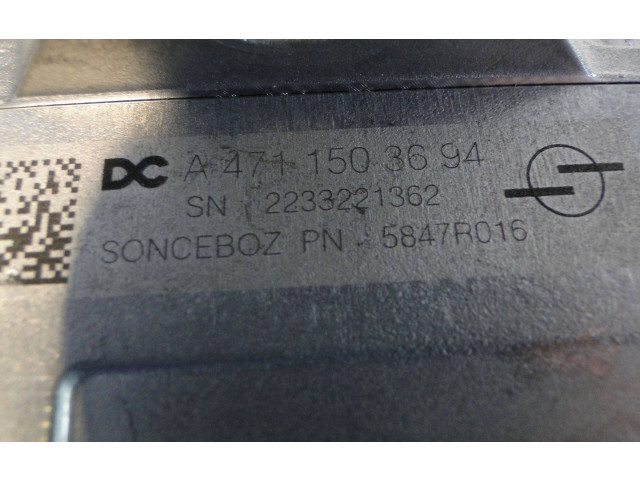 DC A 471 150 36 94
SN 2233221362
SONCEBOZ PN - 5847R016